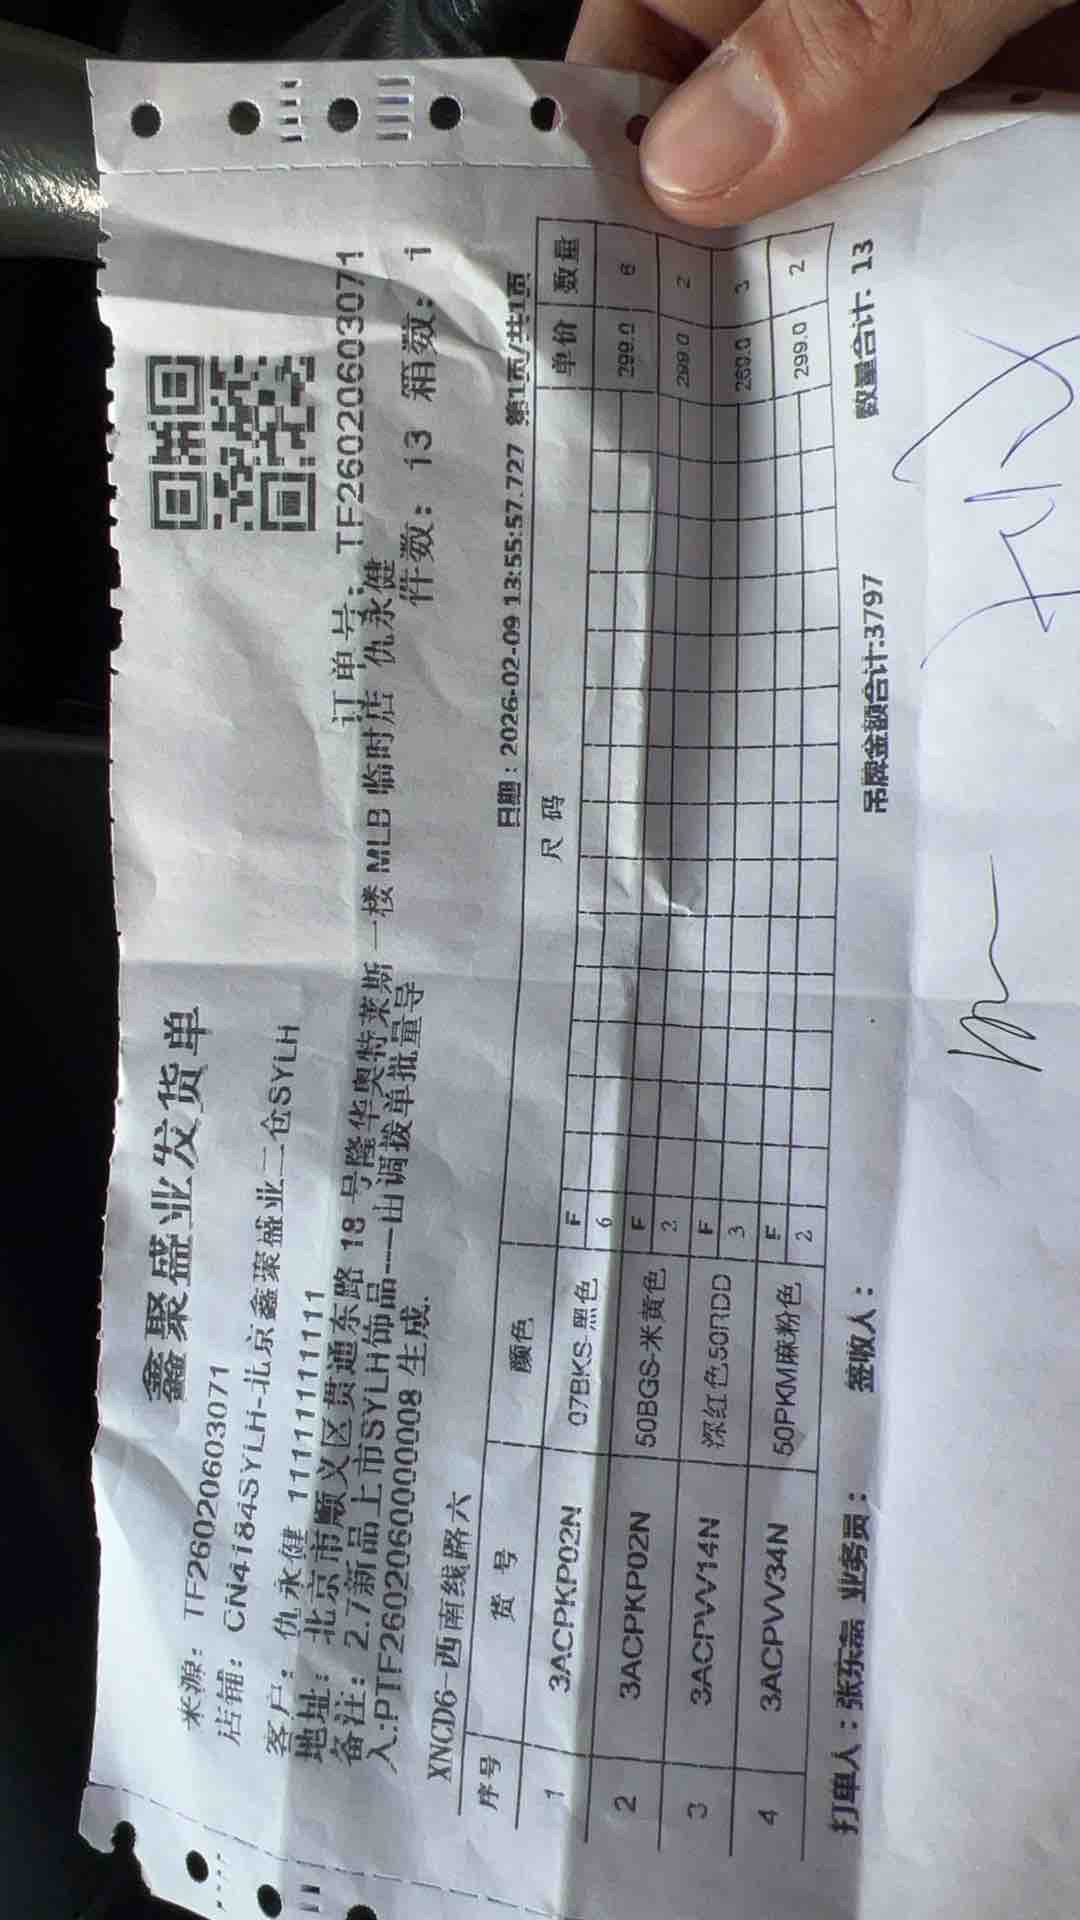 鑫聚盛业发货单
来源: TF26020603071
订单号: TF26020603071
店铺: CN4184SYLH-北京鑫聚盛业二仓SYLH
件数: 13 箱数: 1
客户: 仇永健 11111111111
地址: 北京市顺义区贯通东路 18 号隆华奥特莱斯一楼 MLB 临时店 仇永健
备注: 2.7新品上市SYLH饰品---由调拨单批量导
入:PTF2602060000008 生成.
XNCD6-西南线路六
日期: 2026-02-09 13:55:57.727 第1页/共1页
序号 货号 颜色 尺码 单价 数量
1 3ACPKP02N 07BKS-黑色 F 6 299.0 6
2 3ACPKP02N 50BGS-米黄色 F 2 299.0 2
3 3ACPVV14N 深红色50RDD F 3 269.0 3
4 3ACPVV34N 50PKM麻粉色 F 2 299.0 2
打单人: 张东磊 业务员: 签收人: 吊牌金额合计:3797 数量合计: 13